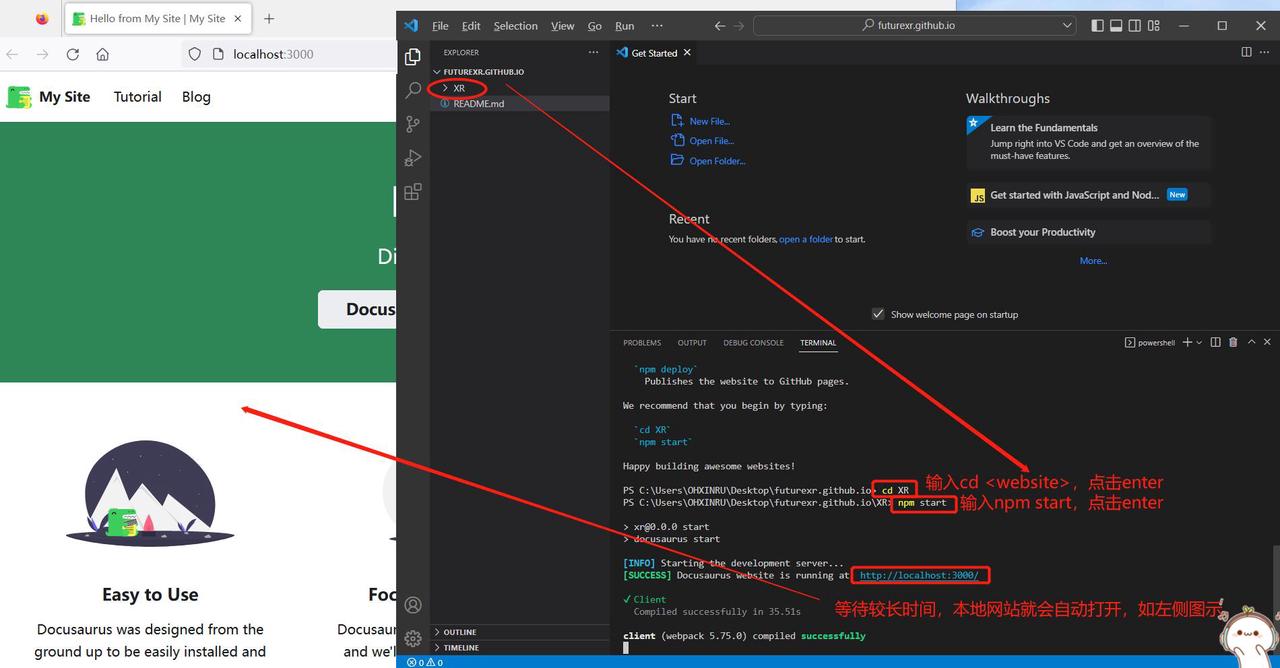 Hello from My Site | My Site
localhost:3000
My Site
Tutorial
Blog
Di
Docus
Easy to Use
Docusaurus was designed from the
ground up to be easily installed and
Foc
Docusau
and we'l
File Edit Selection View Go Run ···
futurexr.github.io
EXPLORER
FUTUREXR.GITHUB.IO
XR
README.md
OUTLINE
TIMELINE
0 0
Get Started
Start
New File...
Open File...
Open Folder...
Recent
You have no recent folders, open a folder to start.
Walkthroughs
Learn the Fundamentals
Jump right into VS Code and get an overview of the
must-have features.
JS Get started with JavaScript and Nod... New
Boost your Productivity
More...
Show welcome page on startup
PROBLEMS OUTPUT DEBUG CONSOLE TERMINAL
powershell
`npm deploy`
Publishes the website to GitHub pages.
We recommend that you begin by typing:
`cd XR`
`npm start`
Happy building awesome websites!
PS C:\Users\OHXINRU\Desktop\futurexr.github.io> cd XR 输入cd <website>，点击enter
PS C:\Users\OHXINRU\Desktop\futurexr.github.io\XR> npm start 输入npm start，点击enter
> xr@0.0.0 start
> docusaurus start
[INFO] Starting the development server...
[SUCCESS] Docusaurus website is running at http://localhost:3000/
✓ Client
Compiled successfully in 35.51s
等待较长时间，本地网站就会自动打开，如左侧图示
client (webpack 5.75.0) compiled successfully